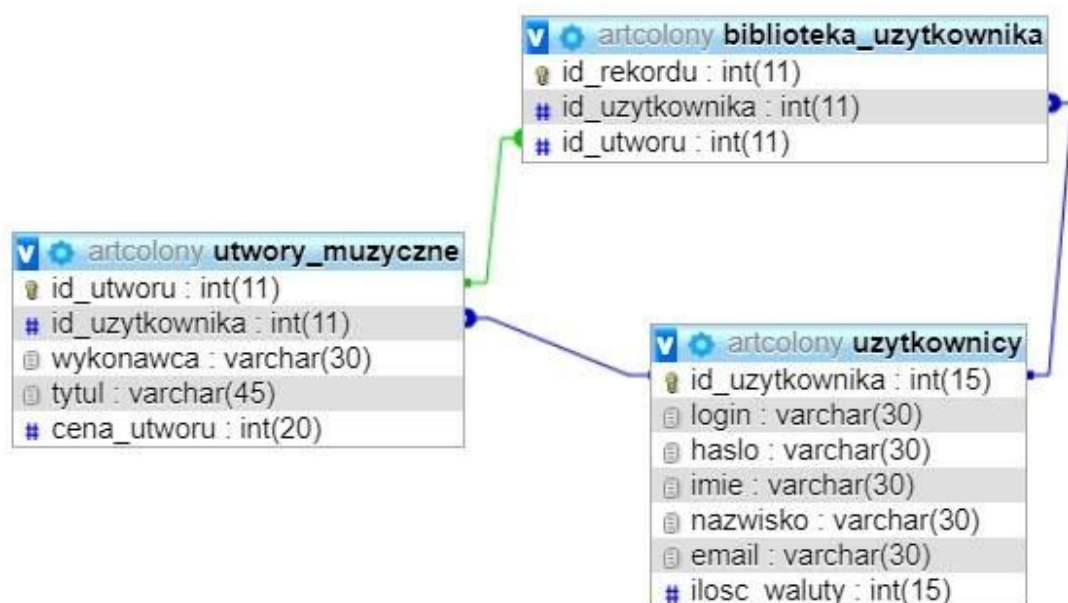 v artcolony biblioteka_uzytkownika
id_rekordu : int(11)
# id_uzytkownika : int(11)
# id_utworu : int(11)
v artcolony utwory_muzyczne
id_utworu : int(11)
# id_uzytkownika : int(11)
wykonawca : varchar(30)
tytul : varchar(45)
# cena_utworu : int(20)
v artcolony uzytkownicy
id_uzytkownika : int(15)
login : varchar(30)
haslo : varchar(30)
imie : varchar(30)
nazwisko : varchar(30)
email : varchar(30)
# ilosc_waluty : int(15)